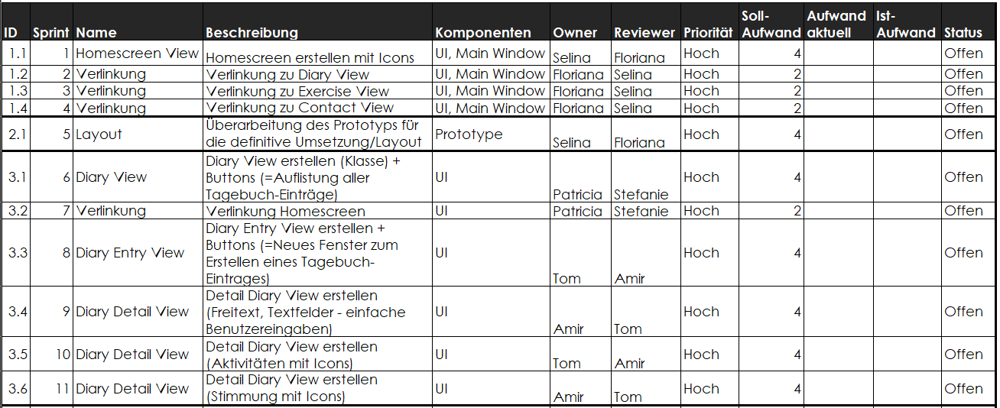 ID Sprint Name Beschreibung Komponenten Owner Reviewer Priorität Soll-Aufwand Aufwand aktuell Ist-Aufwand Status
1.1 1 Homescreen View Homescreen erstellen mit Icons UI, Main Window Selina Floriana Hoch 4 Offen
1.2 2 Verlinkung Verlinkung zu Diary View UI, Main Window Floriana Selina Hoch 2 Offen
1.3 3 Verlinkung Verlinkung zu Exercise View UI, Main Window Floriana Selina Hoch 2 Offen
1.4 4 Verlinkung Verlinkung zu Contact View UI, Main Window Floriana Selina Hoch 2 Offen
2.1 5 Layout Überarbeitung des Prototyps für
die definitive Umsetzung/Layout Prototype Selina Floriana Hoch 4 Offen
3.1 6 Diary View Diary View erstellen (Klasse) +
Buttons (=Auflistung aller
Tagebuch-Einträge) UI Patricia Stefanie Hoch 4 Offen
3.2 7 Verlinkung Verlinkung Homescreen UI Patricia Stefanie Hoch 2 Offen
3.3 8 Diary Entry View Diary Entry View erstellen +
Buttons (=Neues Fenster zum
Erstellen eines Tagebuch-
Eintrages) UI Tom Amir Hoch 4 Offen
3.4 9 Diary Detail View Detail Diary View erstellen
(Freitext, Textfelder - einfache
Benutzereingaben) UI Amir Tom Hoch 4 Offen
3.5 10 Diary Detail View Detail Diary View erstellen
(Aktivitäten mit Icons) UI Tom Amir Hoch 4 Offen
3.6 11 Diary Detail View Detail Diary View erstellen
(Stimmung mit Icons) UI Amir Tom Hoch 4 Offen